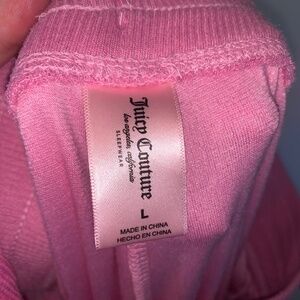 Juicy Couture
los angeles, california
SLEEPWEAR
L
MADE IN CHINA
HECHO EN CHINA